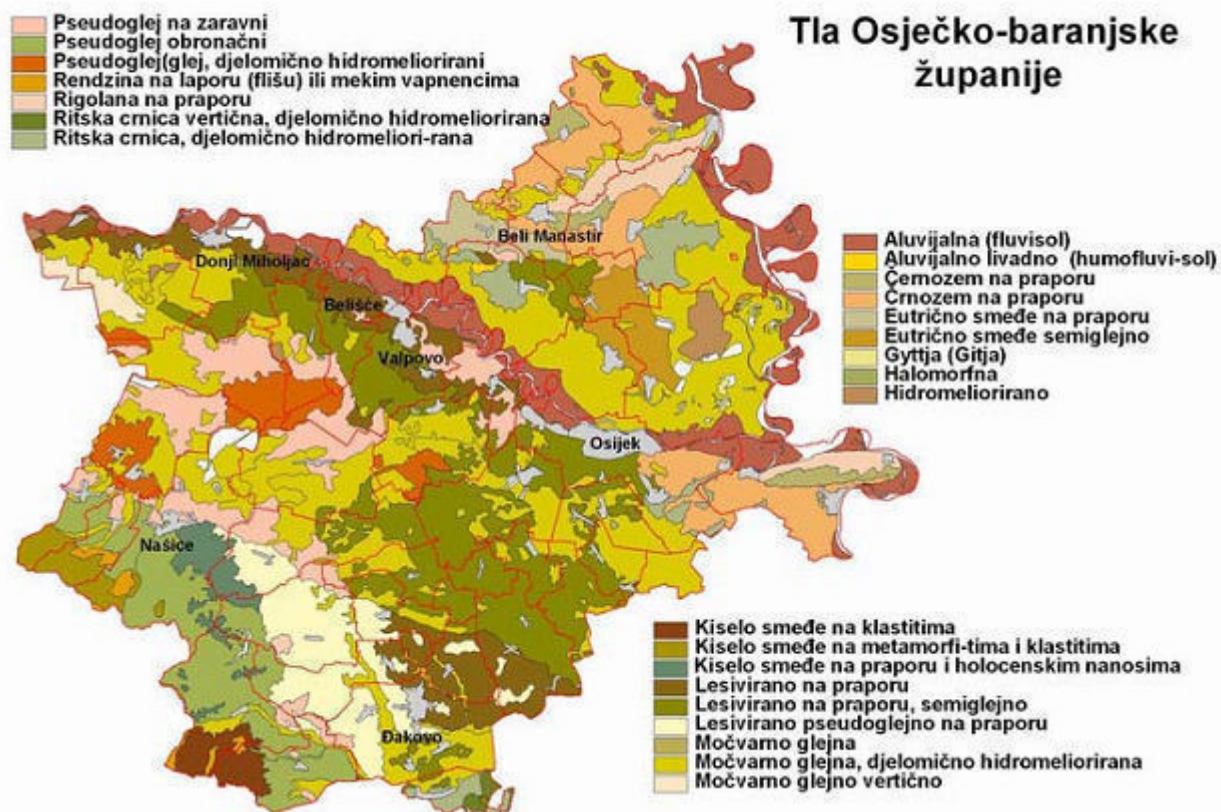 Pseudoglej na zaravni
Pseudoglej obronačni
Pseudoglej(glej, djelomično hidromeliorirani
Rendzina na laporu (flišu) ili mekim vapnencima
Rigolana na praporu
Ritska crnica vertična, djelomično hidromeliorirana
Ritska crnica, djelomično hidromeliori-rana
Tla Osječko-baranjske
županije
Beli Manastir
Donji Miholjac
Belišće
Valpovo
Osijek
Našice
Đakovo
Aluvijalna (fluvisol)
Aluvijalno livadno (humofluvi-sol)
Černozem na praporu
Črnozem na praporu
Eutrično smeđe na praporu
Eutrično smeđe semiglejno
Gyttja (Gitja)
Halomorfna
Hidromeliorirano
Kiselo smeđe na klastitima
Kiselo smeđe na metamorfi-tima i klastitima
Kiselo smeđe na praporu i holocenskim nanosima
Lesivirano na praporu
Lesivirano na praporu, semiglejno
Lesivirano pseudoglejno na praporu
Močvarno glejna
Močvarno glejna, djelomično hidromeliorirana
Močvarno glejno vertično